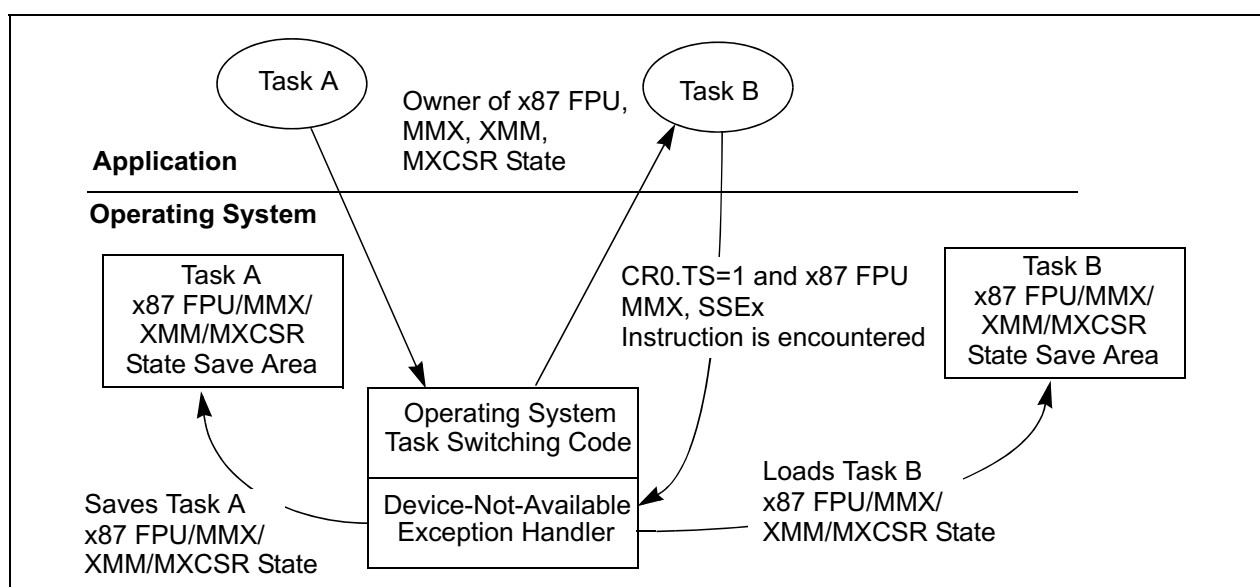 Task A
Task B
Owner of x87 FPU,
MMX, XMM,
MXCSR State
Application
Operating System
Task A
x87 FPU/MMX/
XMM/MXCSR
State Save Area
CR0.TS=1 and x87 FPU
MMX, SSEx
Instruction is encountered
Task B
x87 FPU/MMX/
XMM/MXCSR
State Save Area
Operating System
Task Switching Code
Device-Not-Available
Exception Handler
Saves Task A
x87 FPU/MMX/
XMM/MXCSR State
Loads Task B
x87 FPU/MMX/
XMM/MXCSR State